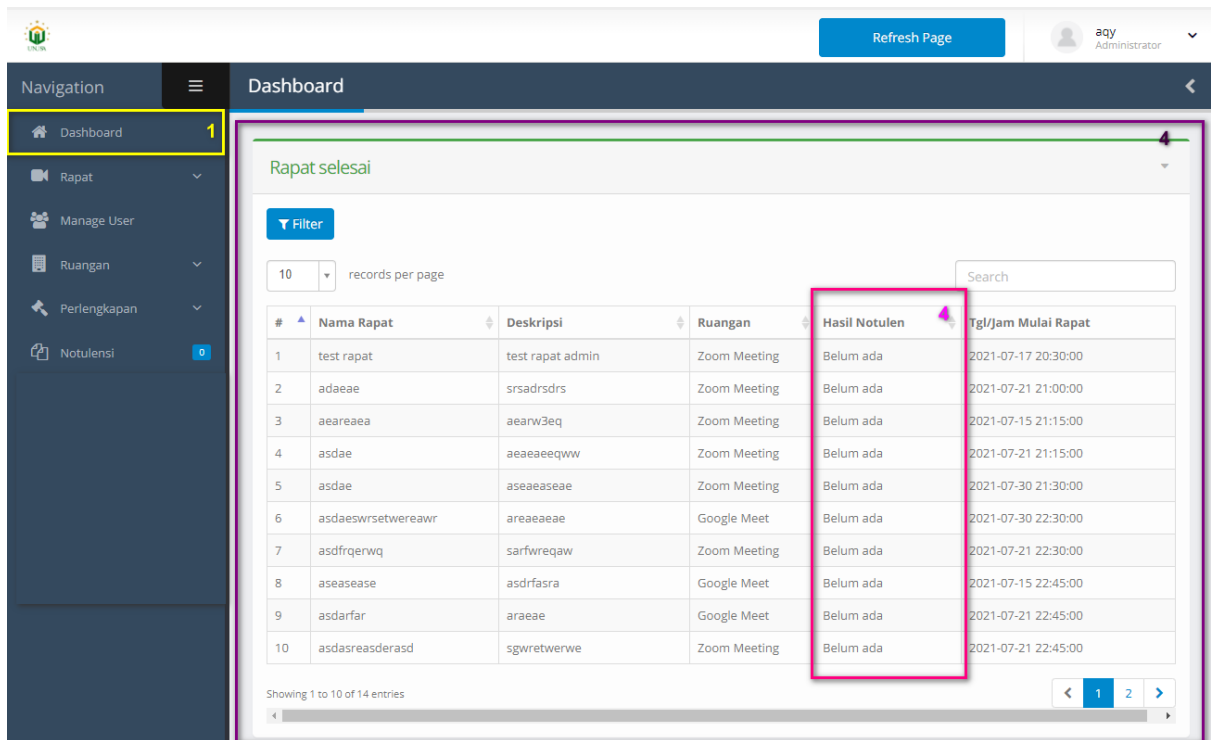 UNUJA
Refresh Page
aqy
Administrator
Navigation
Dashboard
Dashboard 1
4
Rapat
Rapat selesai
Manage User
Filter
Ruangan
10 records per page
Search
Perlengkapan
4
# Nama Rapat Deskripsi Ruangan Hasil Notulen Tgl/Jam Mulai Rapat
Notulensi 0
1 test rapat test rapat admin Zoom Meeting Belum ada 2021-07-17 20:30:00
2 adaeae srsadrsdrs Zoom Meeting Belum ada 2021-07-21 21:00:00
3 aeareaea aearw3eq Zoom Meeting Belum ada 2021-07-15 21:15:00
4 asdae aeaeaeeqww Zoom Meeting Belum ada 2021-07-21 21:15:00
5 asdae aseaeaseae Zoom Meeting Belum ada 2021-07-30 21:30:00
6 asdaeswrsetwereawr areaeaeae Google Meet Belum ada 2021-07-30 22:30:00
7 asdfrqerwq sarfwreqaw Zoom Meeting Belum ada 2021-07-21 22:30:00
8 aseasease asdrfasra Google Meet Belum ada 2021-07-15 22:45:00
9 asdarfar araeae Google Meet Belum ada 2021-07-21 22:45:00
10 asdasreasderasd sgwretwerwe Zoom Meeting Belum ada 2021-07-21 22:45:00
Showing 1 to 10 of 14 entries
1 2